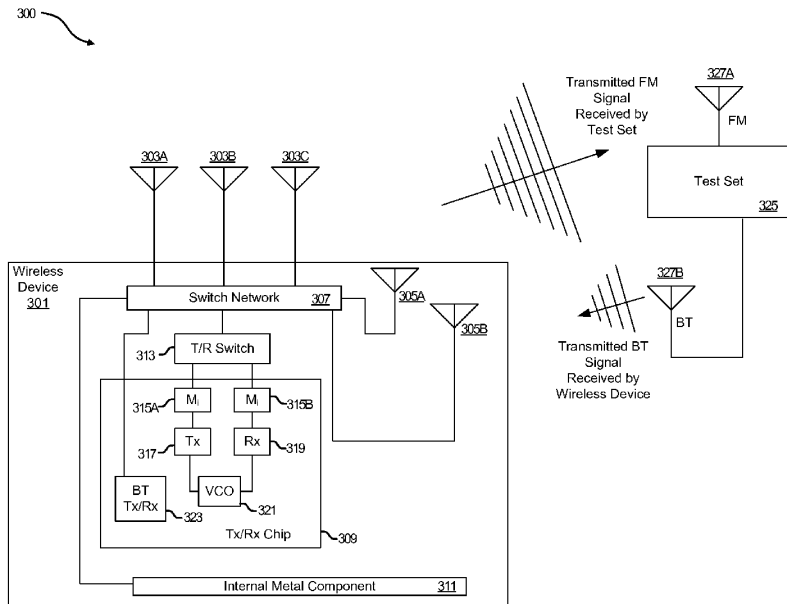 300
327A
Transmitted FM
Signal
Received by
Test Set
FM
303A
303B
303C
Test Set
325
Wireless
Device
301
Switch Network
307
305A
305B
327B
BT
313
T/R Switch
Transmitted BT
Signal
Received by
Wireless Device
315A
Mi
Mi
315B
317
Tx
Rx
319
BT
Tx/Rx
323
VCO
321
Tx/Rx Chip
309
Internal Metal Component
311